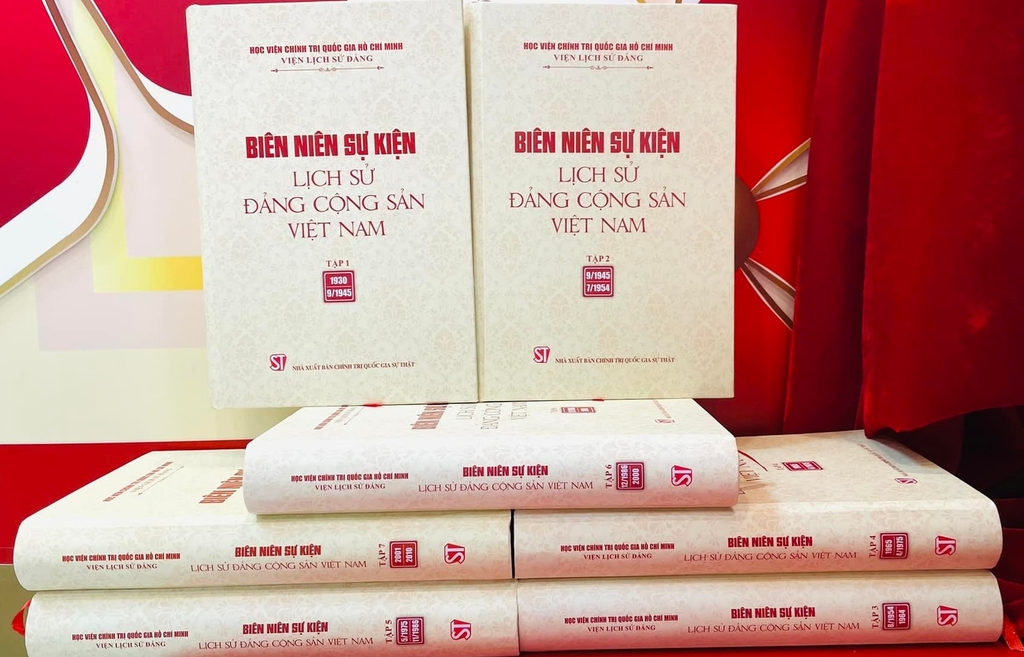 HỌC VIỆN CHÍNH TRỊ QUỐC GIA HỒ CHÍ MINH
VIỆN LỊCH SỬ ĐẢNG
BIÊN NIÊN SỰ KIỆN
LỊCH SỬ
ĐẢNG CỘNG SẢN
VIỆT NAM
TẬP 1
1930
9/1945
ST
NHÀ XUẤT BẢN CHÍNH TRỊ QUỐC GIA SỰ THẬT
HỌC VIỆN CHÍNH TRỊ QUỐC GIA HỒ CHÍ MINH
VIỆN LỊCH SỬ ĐẢNG
BIÊN NIÊN SỰ KIỆN
LỊCH SỬ
ĐẢNG CỘNG SẢN
VIỆT NAM
TẬP 2
9/1945
7/1954
ST
NHÀ XUẤT BẢN CHÍNH TRỊ QUỐC GIA SỰ THẬT
HỌC VIỆN CHÍNH TRỊ QUỐC GIA HỒ CHÍ MINH
VIỆN LỊCH SỬ ĐẢNG
BIÊN NIÊN SỰ KIỆN
LỊCH SỬ ĐẢNG CỘNG SẢN VIỆT NAM
TẬP 6
12/1986
2000
ST
HỌC VIỆN CHÍNH TRỊ QUỐC GIA HỒ CHÍ MINH
VIỆN LỊCH SỬ ĐẢNG
BIÊN NIÊN SỰ KIỆN
LỊCH SỬ ĐẢNG CỘNG SẢN VIỆT NAM
TẬP 7
2001
2010
ST
HỌC VIỆN CHÍNH TRỊ QUỐC GIA HỒ CHÍ MINH
VIỆN LỊCH SỬ ĐẢNG
BIÊN NIÊN SỰ KIỆN
LỊCH SỬ ĐẢNG CỘNG SẢN VIỆT NAM
TẬP 4
1965
4/1975
ST
HỌC VIỆN CHÍNH TRỊ QUỐC GIA HỒ CHÍ MINH
VIỆN LỊCH SỬ ĐẢNG
BIÊN NIÊN SỰ KIỆN
LỊCH SỬ ĐẢNG CỘNG SẢN VIỆT NAM
TẬP 5
5/1975
11/1986
ST
HỌC VIỆN CHÍNH TRỊ QUỐC GIA HỒ CHÍ MINH
VIỆN LỊCH SỬ ĐẢNG
BIÊN NIÊN SỰ KIỆN
LỊCH SỬ ĐẢNG CỘNG SẢN VIỆT NAM
TẬP 3
8/1954
1964
ST